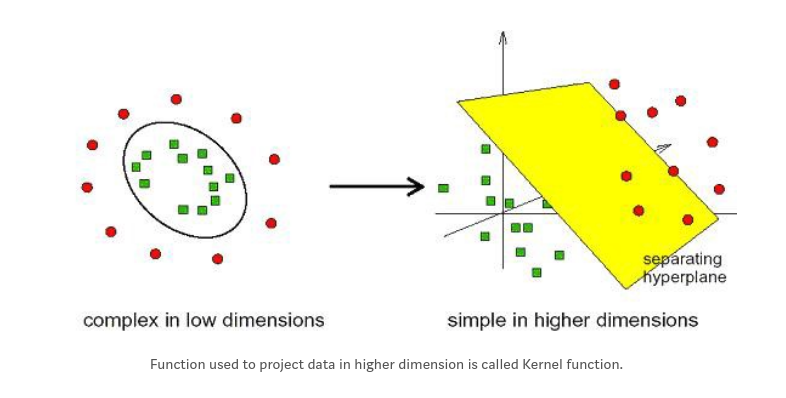 separating
hyperplane
complex in low dimensions
simple in higher dimensions
Function used to project data in higher dimension is called Kernel function.